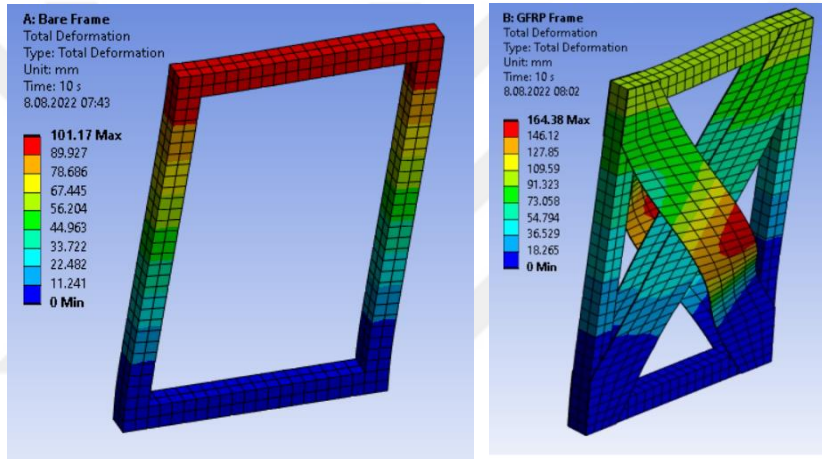 A: Bare Frame
Total Deformation
Type: Total Deformation
Unit: mm
Time: 10 s
8.08.2022 07:43
101.17 Max
89.927
78.686
67.445
56.204
44.963
33.722
22.482
11.241
0 Min
B: GFRP Frame
Total Deformation
Type: Total Deformation
Unit: mm
Time: 10 s
8.08.2022 08:02
164.38 Max
146.12
127.85
109.59
91.323
73.058
54.794
36.529
18.265
0 Min